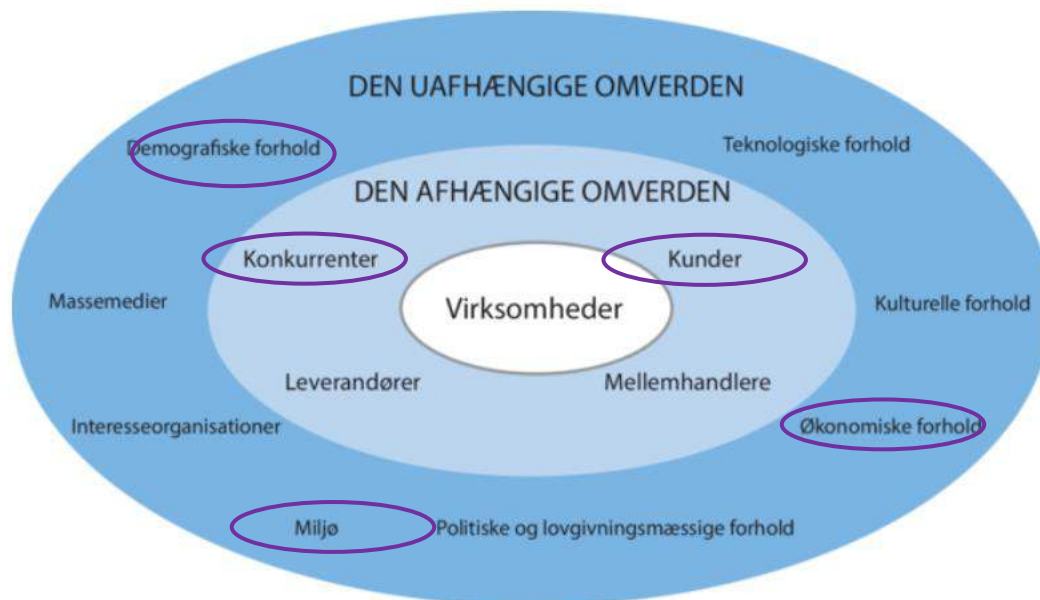 DEN UAFHÆNGIGE OMVERDEN
Demografiske forhold
Teknologiske forhold
DEN AFHÆNGIGE OMVERDEN
Konkurrenter
Kunder
Massemedier
Virksomheder
Kulturelle forhold
Leverandører
Mellemhandlere
Interesseorganisationer
Økonomiske forhold
Miljø
Politiske og lovgivningsmæssige forhold